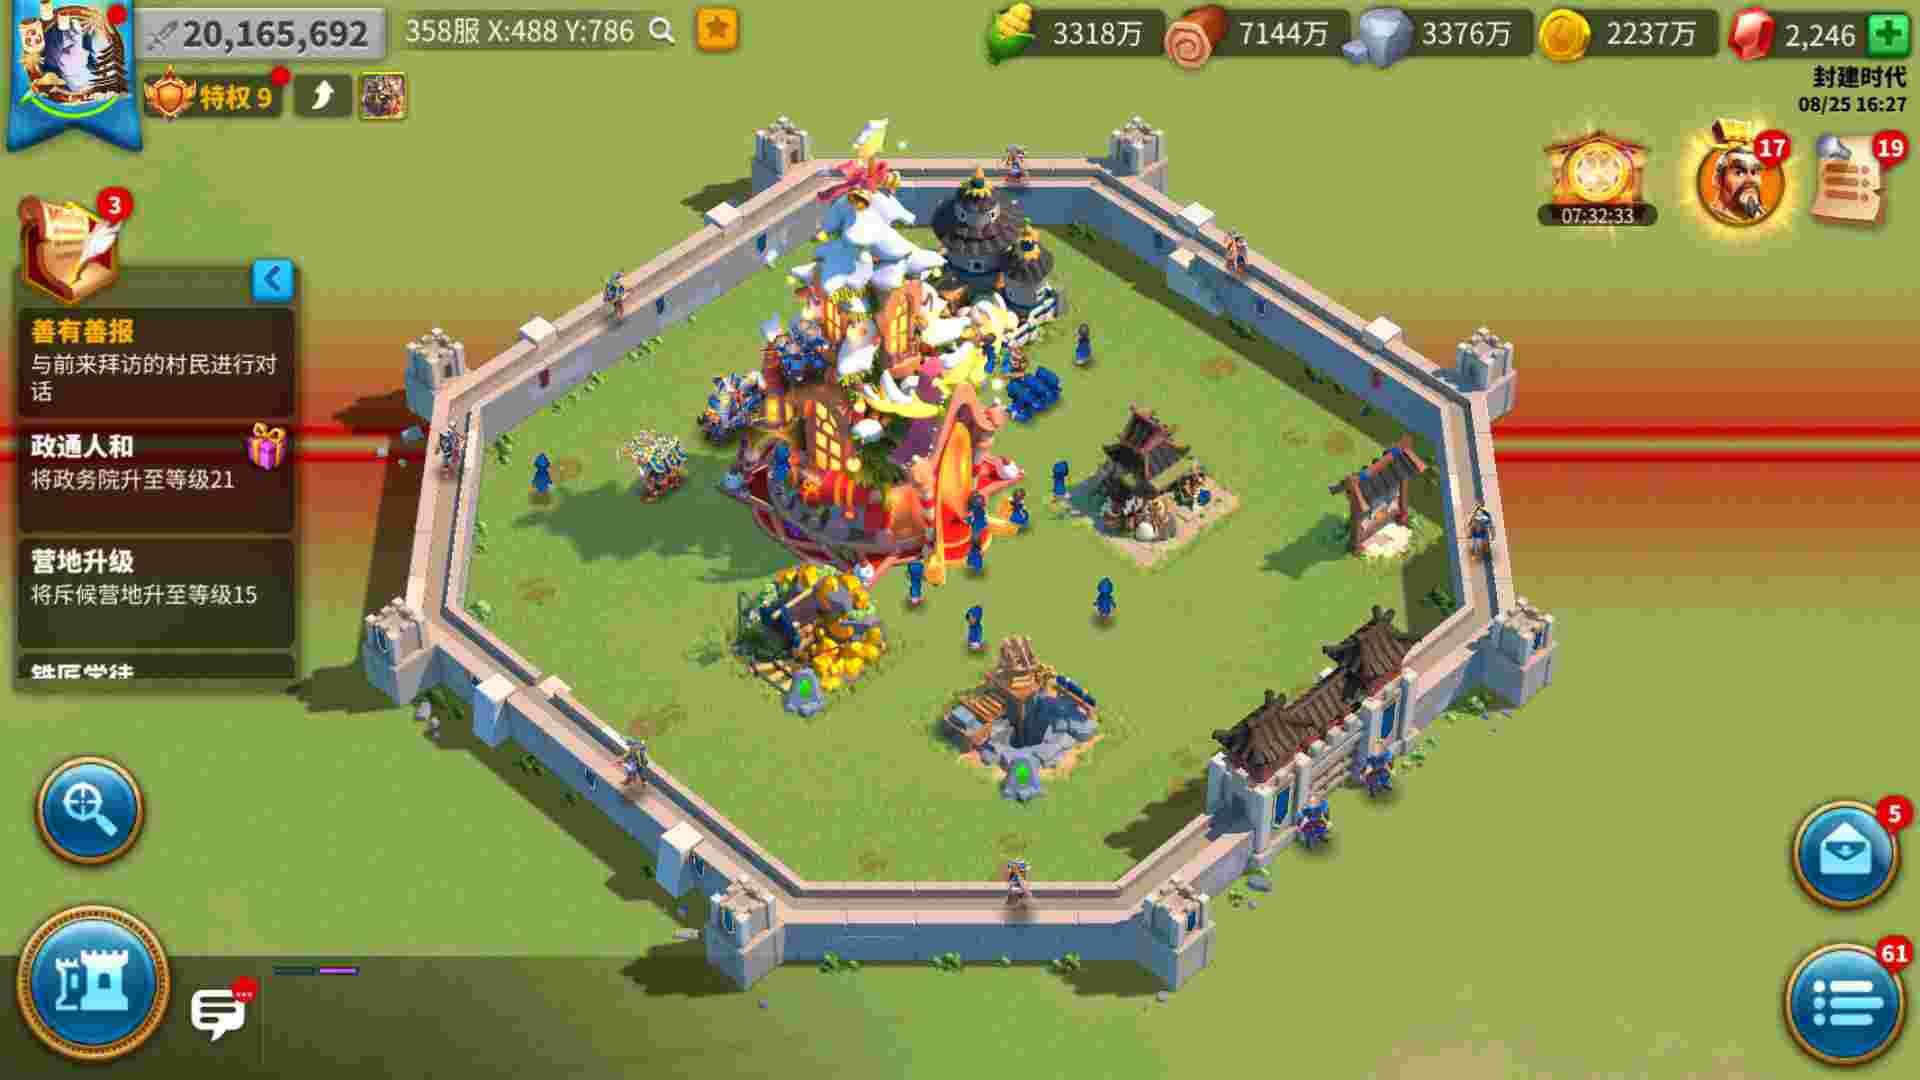 20,165,692
358服 X:488 Y:786
3318万
7144万
3376万
2237万
2,246
特权 9
封建时代
08/25 16:27
17
19
07:32:33
3
善有善报
与前来拜访的村民进行对
话
政通人和
将政务院升至等级21
营地升级
将斥候营地升至等级15
铁匠学徒
5
61